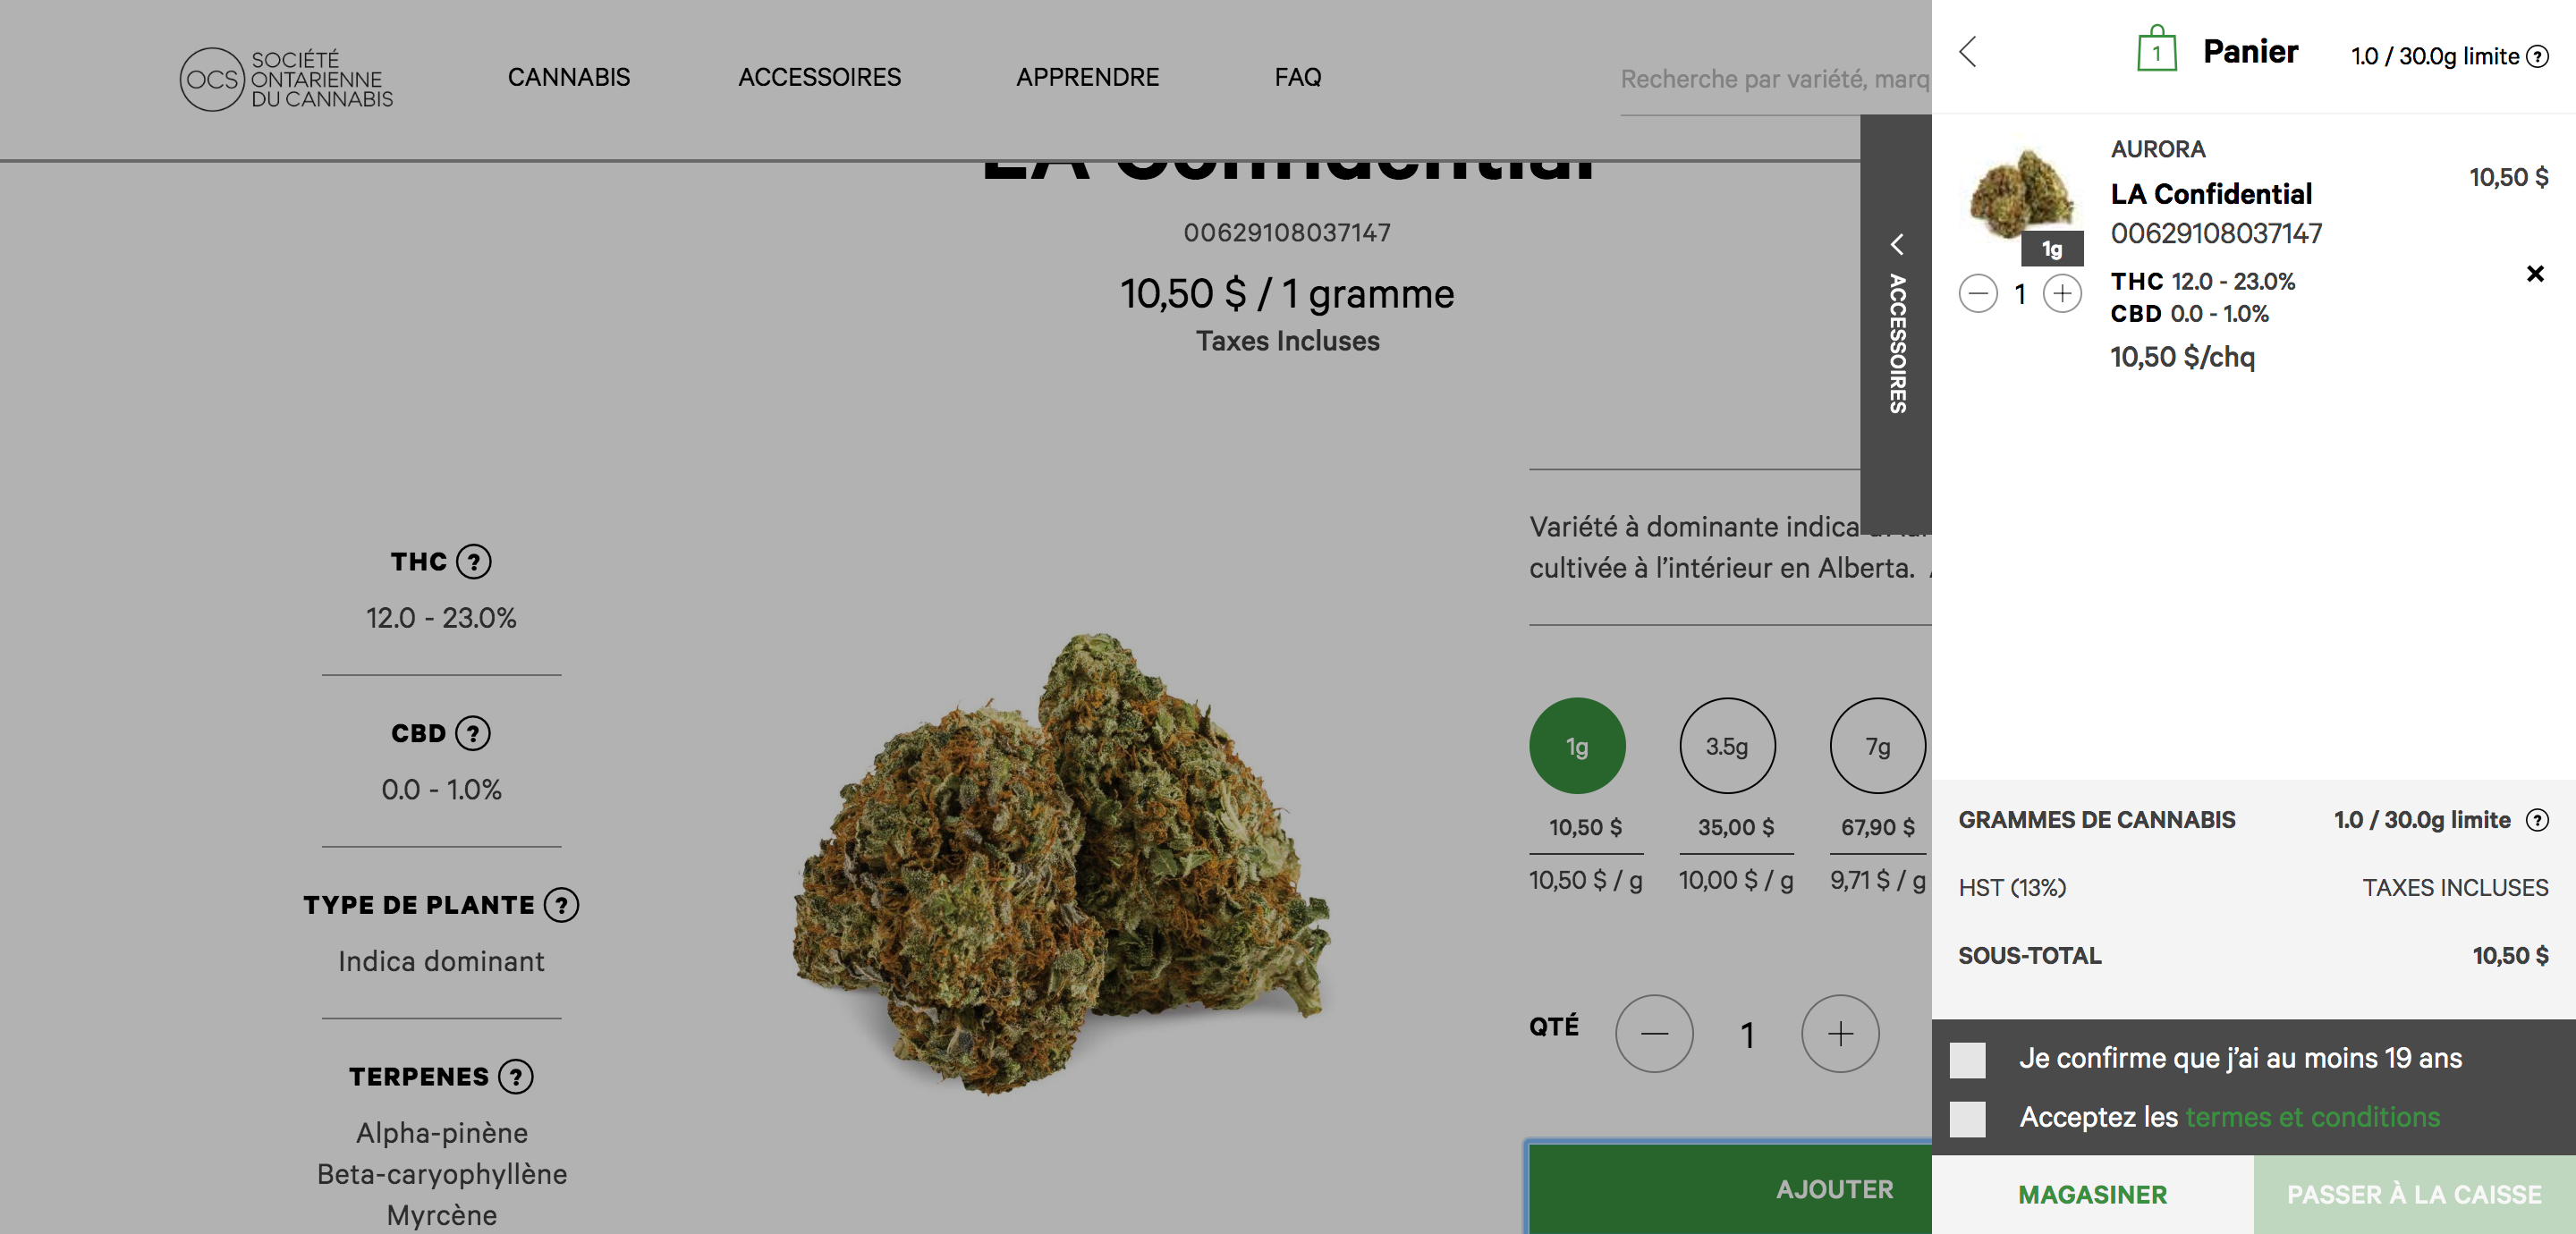 OCS
SOCIÉTÉ
ONTARIENNE
DU CANNABIS
CANNABIS
ACCESSOIRES
APPRENDRE
FAQ
Recherche par variété, marq
LA Confidential
00629108037147
10,50 $ / 1 gramme
Taxes Incluses
THC ?
12.0 - 23.0%
CBD ?
0.0 - 1.0%
TYPE DE PLANTE ?
Indica dominant
TERPENES ?
Alpha-pinène
Beta-caryophyllène
Myrcène
Variété à dominante indica
cultivée à l’intérieur en Alberta.
1g
3.5g
7g
10,50 $
35,00 $
67,90 $
10,50 $ / g
10,00 $ / g
9,71 $ / g
QTÉ
1
AJOUTER
ACCESSOIRES
1
Panier
1.0 / 30.0g limite ?
AURORA
LA Confidential
10,50 $
00629108037147
1g
1
THC 12.0 - 23.0%
CBD 0.0 - 1.0%
10,50 $/chq
GRAMMES DE CANNABIS
1.0 / 30.0g limite ?
HST (13%)
TAXES INCLUSES
SOUS-TOTAL
10,50 $
Je confirme que j’ai au moins 19 ans
Acceptez les termes et conditions
MAGASINER
PASSER À LA CAISSE